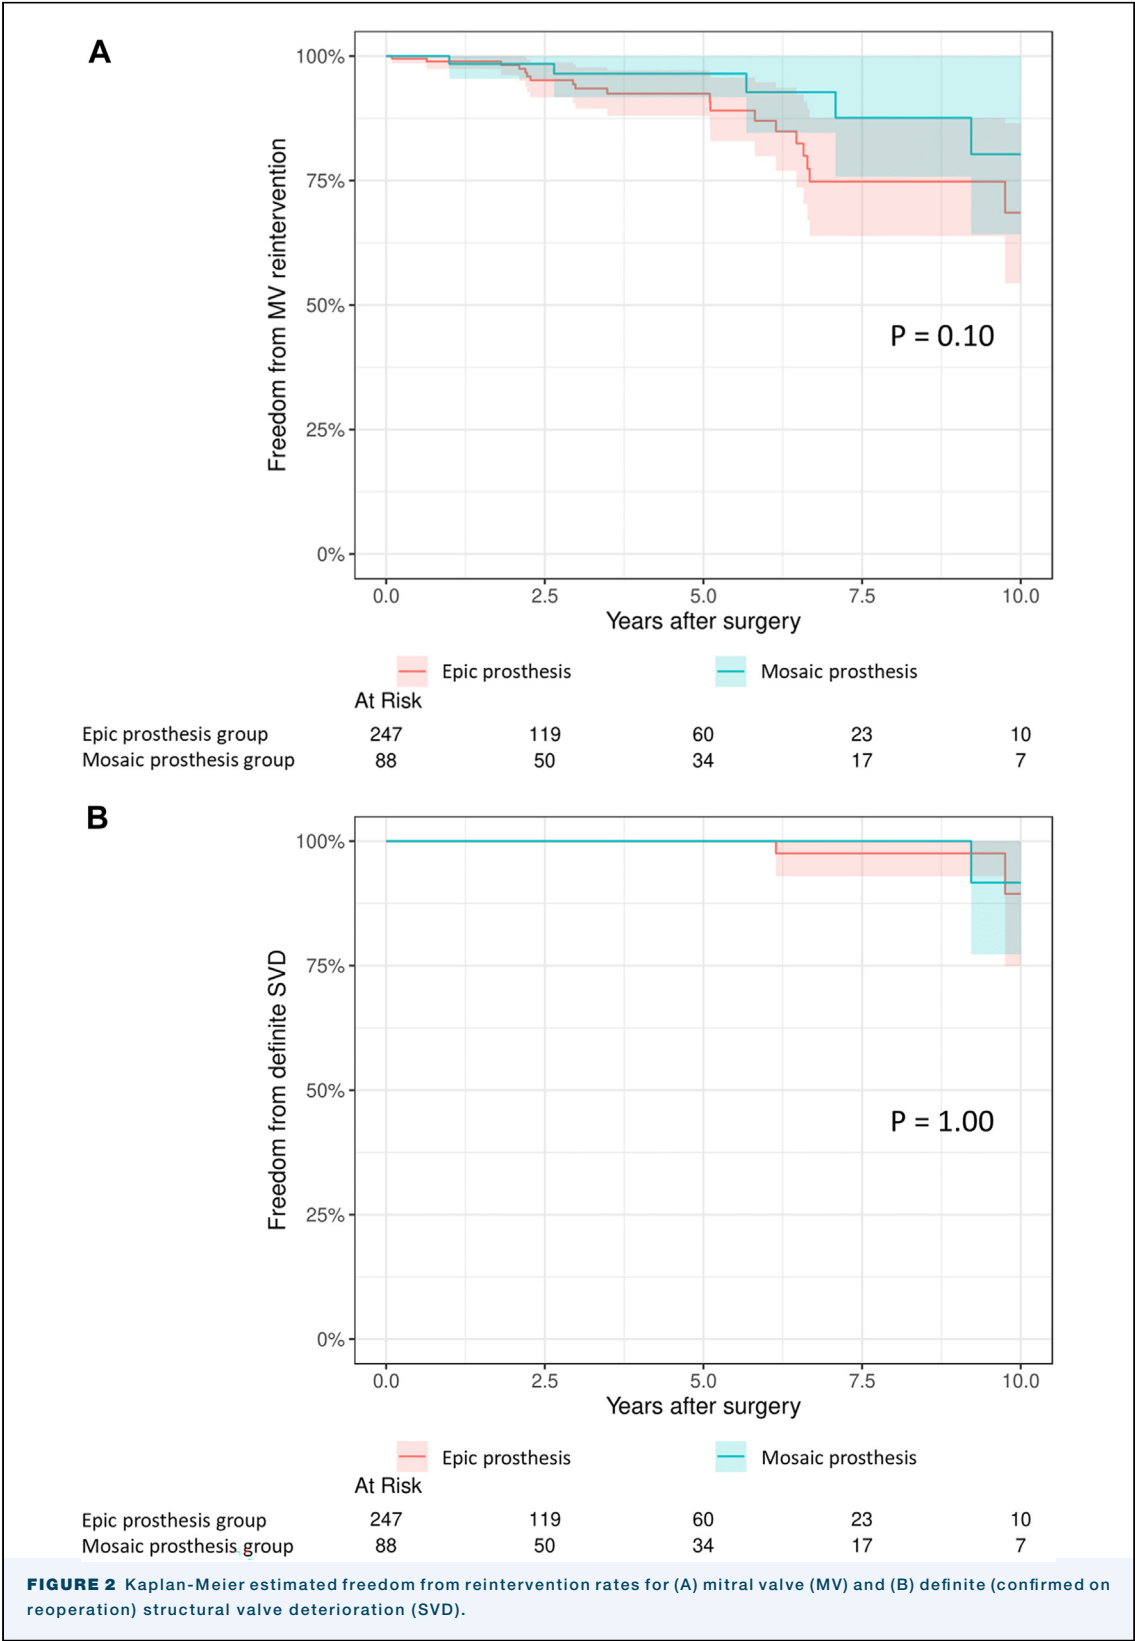 A
100%
75%
50%
25%
0%
Freedom from MV reintervention
P = 0.10
0.0 2.5 5.0 7.5 10.0
Years after surgery
Epic prosthesis Mosaic prosthesis
At Risk
Epic prosthesis group 247 119 60 23 10
Mosaic prosthesis group 88 50 34 17 7
B
100%
75%
50%
25%
0%
Freedom from definite SVD
P = 1.00
0.0 2.5 5.0 7.5 10.0
Years after surgery
Epic prosthesis Mosaic prosthesis
At Risk
Epic prosthesis group 247 119 60 23 10
Mosaic prosthesis group 88 50 34 17 7
FIGURE 2 Kaplan-Meier estimated freedom from reintervention rates for (A) mitral valve (MV) and (B) definite (confirmed on
reoperation) structural valve deterioration (SVD).